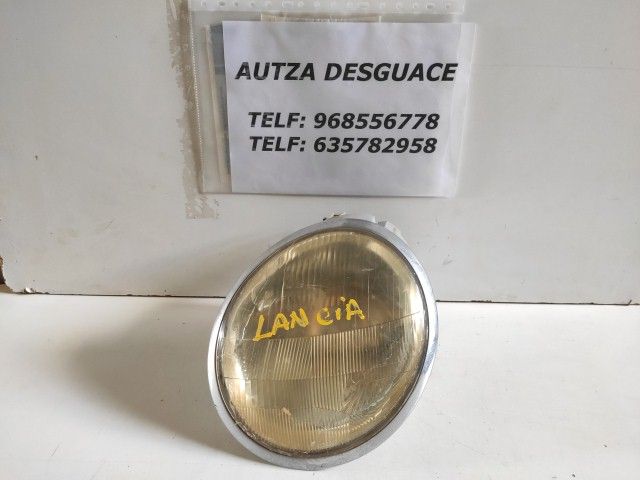 AUTZA DESGUACE
TELF: 968556778
TELF: 635782958
LANCIA